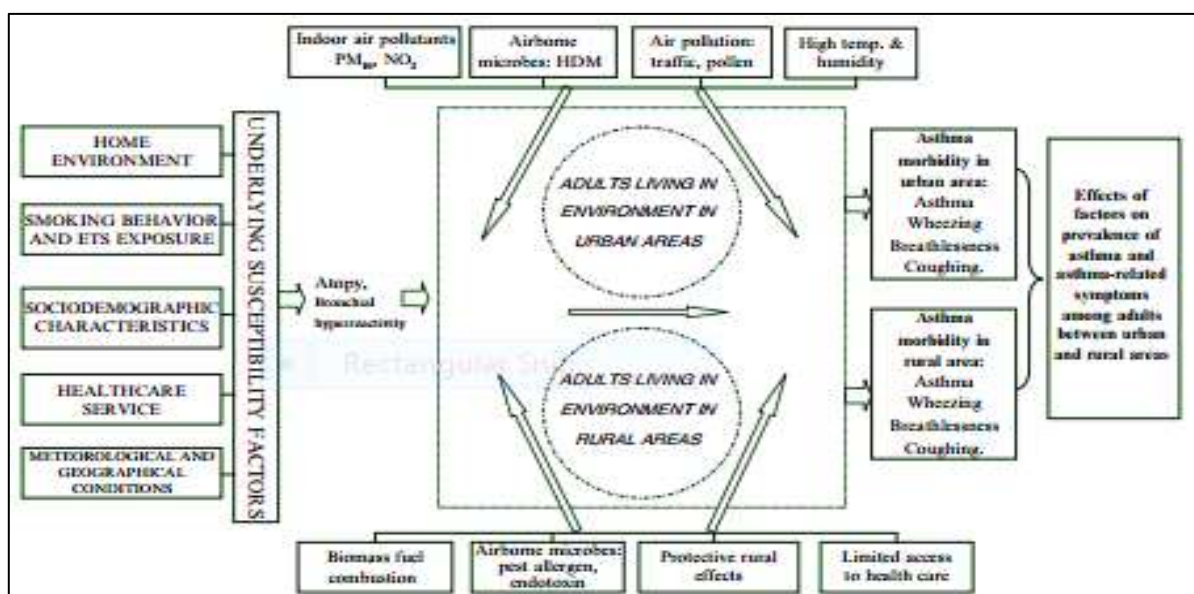 Indoor air pollutants
PM₁₀, NO₂
Airborne
microbes: HDM
Air pollution:
traffic, pollen
High temp. &
humidity
HOME
ENVIRONMENT
SMOKING BEHAVIOR
AND ETS EXPOSURE
SOCIODEMOGRAPHIC
CHARACTERISTICS
HEALTHCARE
SERVICE
METEOROLOGICAL AND
GEOGRAPHICAL
CONDITIONS
UNDERLYING SUSCEPTIBILITY FACTORS
Atopy,
Bronchial
hyperreactivity
ADULTS LIVING IN
ENVIRONMENT IN
URBAN AREAS
Rectangular
ADULTS LIVING IN
ENVIRONMENT IN
RURAL AREAS
Asthma
morbidity in
urban area:
Asthma
Wheezing
Breathlessness
Coughing.
Asthma
morbidity in
rural area:
Asthma
Wheezing
Breathlessness
Coughing.
Effects of
factors on
prevalence of
asthma and
asthma-related
symptoms
among adults
between urban
and rural areas
Biomass fuel
combustion
Airborne microbes:
pest allergen,
endotoxin
Protective rural
effects
Limited access
to health care